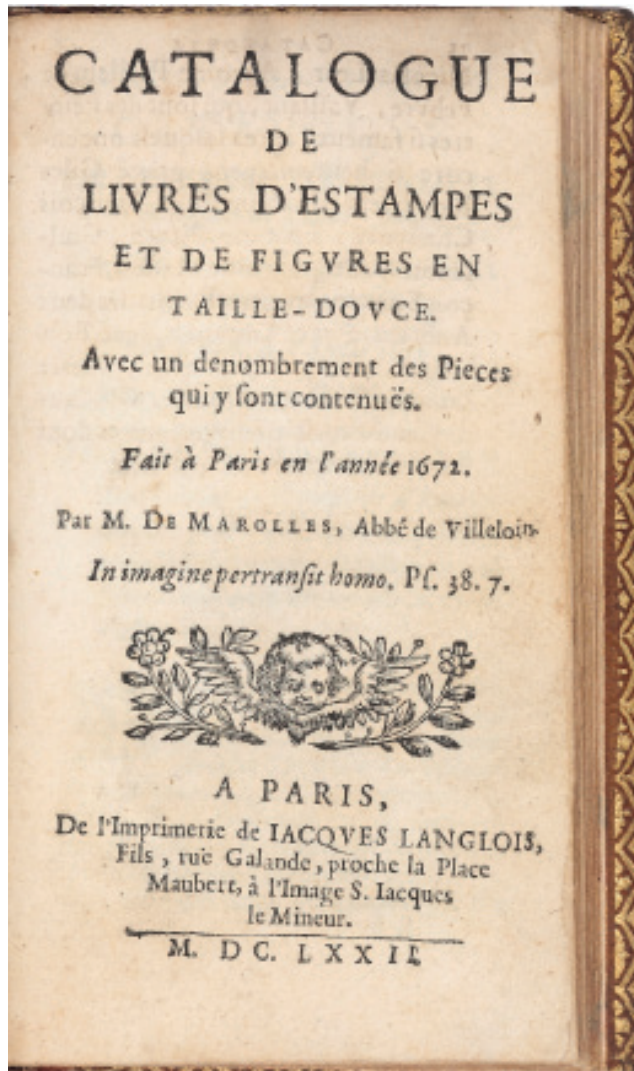 CATALOGUE
DE
LIVRES D'ESTAMPES
ET DE FIGVRES EN
TAILLE-DOVCE.
Avec un denombrement des Pieces
qui y ſont contenuës.
Fait à Paris en l'année 1672.
Par M. DE MAROLLES, Abbé de Villeloin.
In imagine pertranſit homo. Pſ. 38. 7.
A PARIS,
De l'Imprimerie de IACQVES LANGLOIS,
Fils, ruë Galande, proche la Place
Maubert, à l'Image S. Iacques
le Mineur.
M. DC. LXXII.